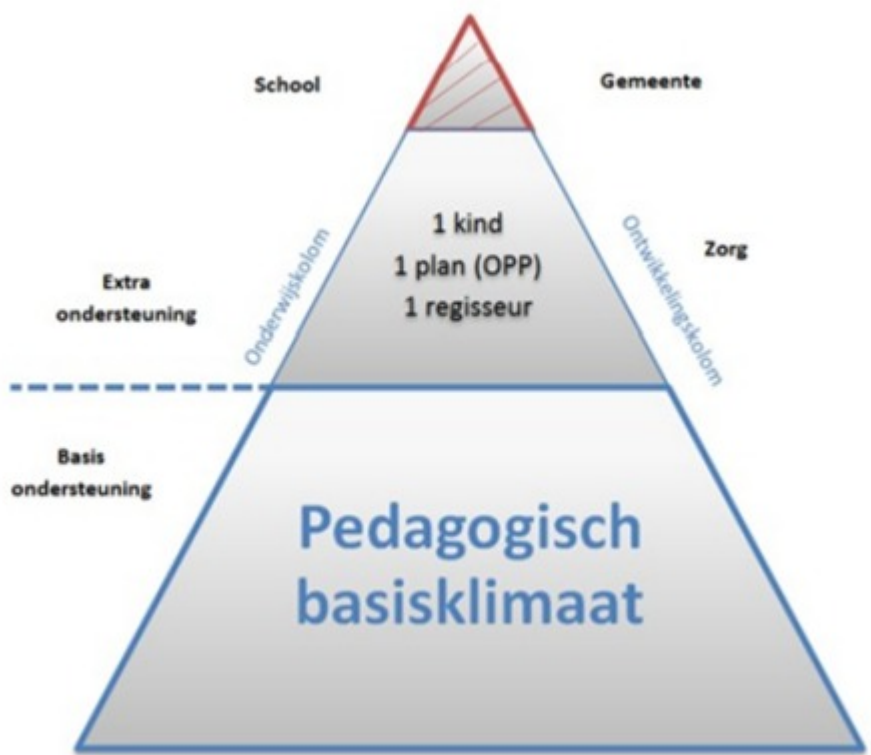 School
Gemeente
1 kind
1 plan (OPP)
1 regisseur
Onderwijskolom
Ontwikkelingskolom
Zorg
Extra
ondersteuning
Basis
ondersteuning
Pedagogisch
basisklimaat